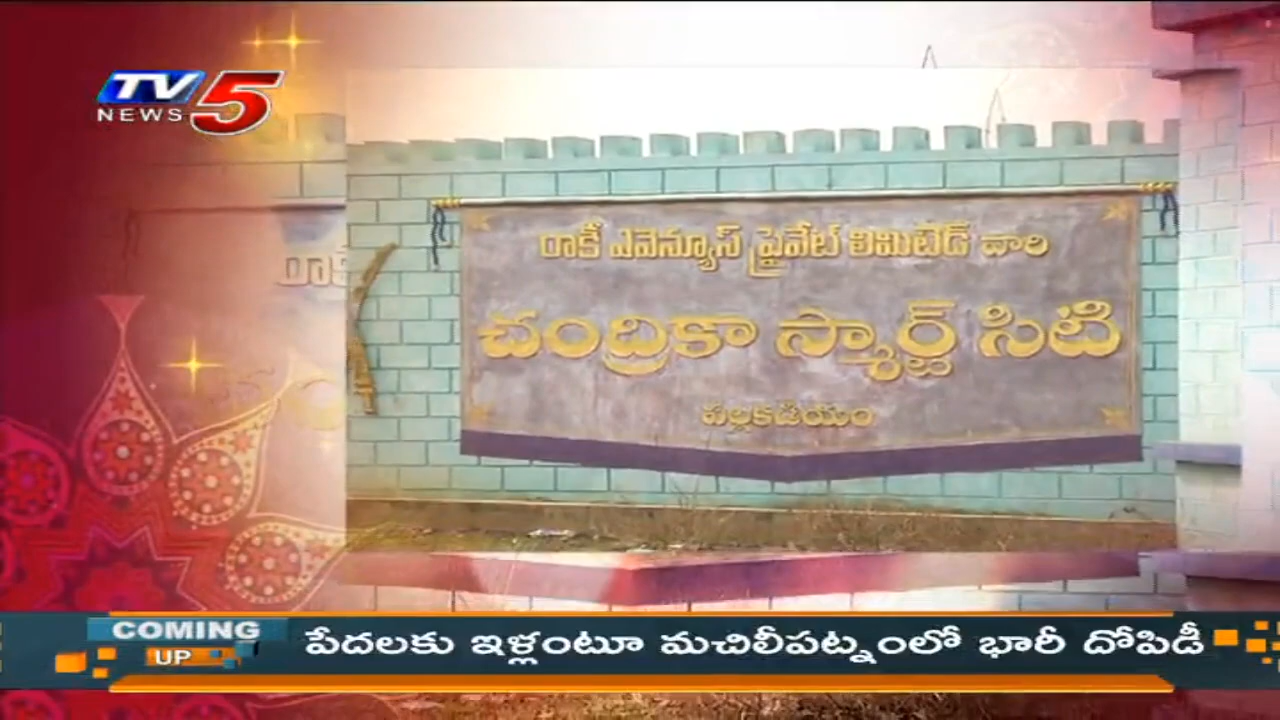 TV5
NEWS
రాకీ ఎవెన్యూస్ ప్రైవేట్ లిమిటెడ్ వారి
చంద్రికా స్మార్ట్ సిటి
పల్లకడియం
COMING
UP
పేదలకు ఇళ్లంటూ మచిలీపట్నంలో భారీ దోపిడీ